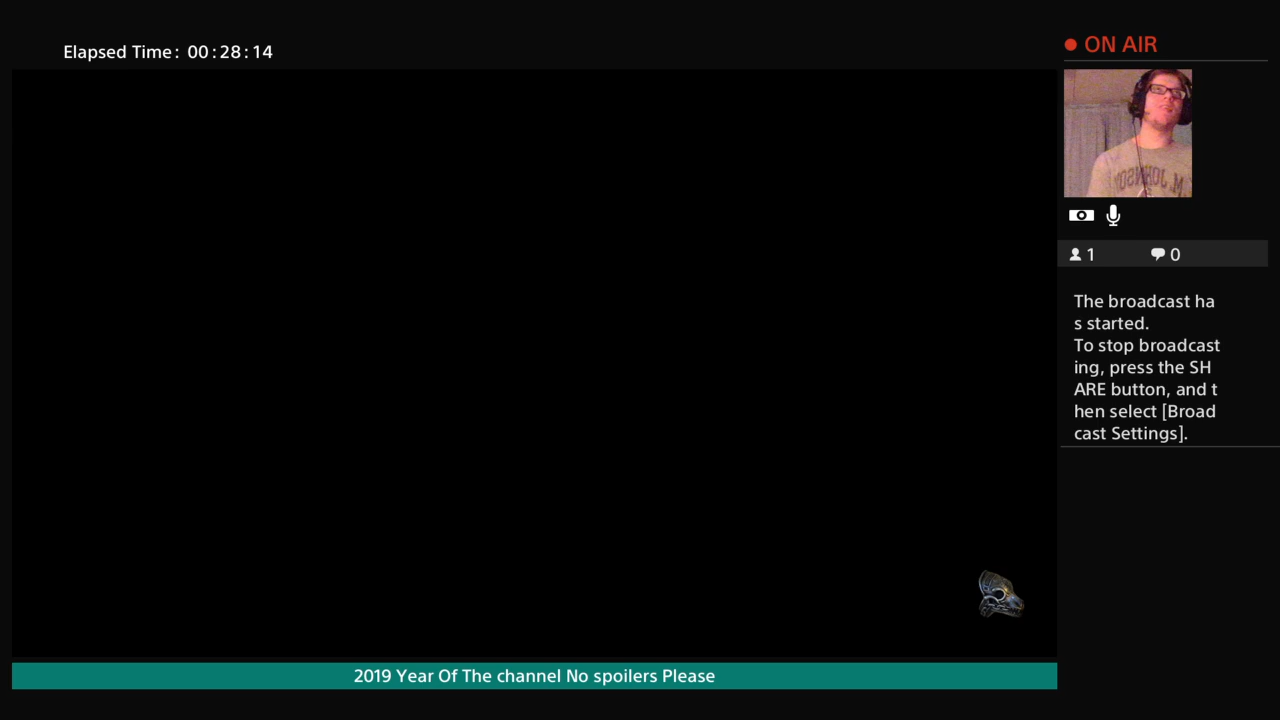 Elapsed Time: 00:28:14
ON AIR
M. JOHNSO
1
0
The broadcast ha
s started.
To stop broadcast
ing, press the SH
ARE button, and t
hen select [Broad
cast Settings].
2019 Year Of The channel No spoilers Please